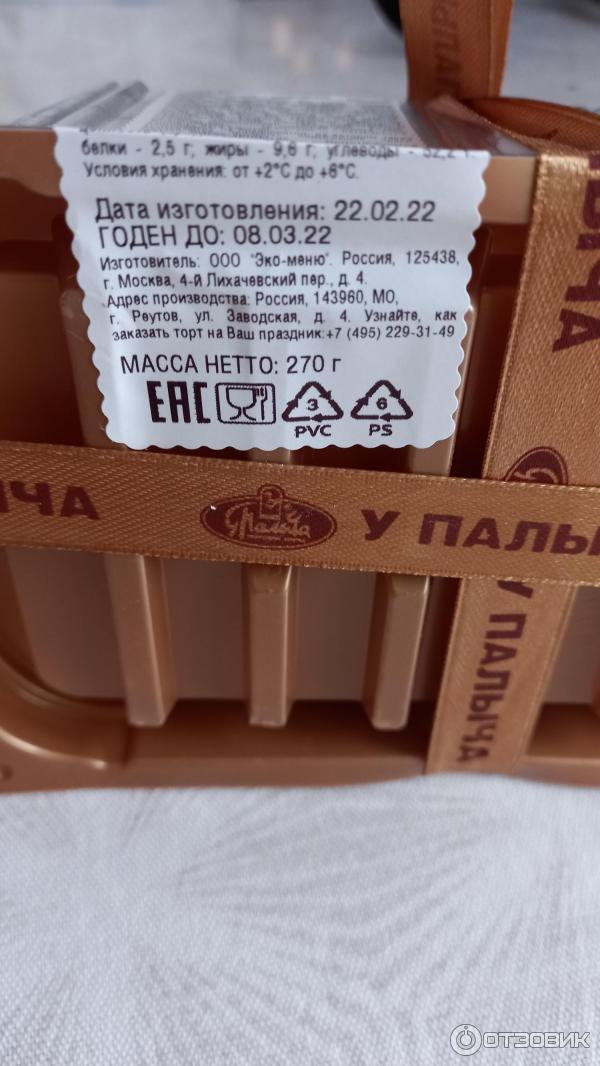 белки - 2,5 г; жиры - 9,6 г; углеводы - 32,2 г.
Условия хранения: от +2°С до +6°С.
Дата изготовления: 22.02.22
ГОДЕН ДО: 08.03.22
Изготовитель: ООО "Эко-меню". Россия, 125438,
г. Москва, 4-й Лихачевский пер., д. 4.
Адрес производства: Россия, 143960, МО,
г. Реутов, ул. Заводская, д. 4. Узнайте, как
заказать торт на Ваш праздник:+7 (495) 229-31-49
МАССА НЕТТО: 270 г
ЕАС
3
PVC
6
PS
ЫЧА
У Палыча
У ПАЛЫ
ЫЧА
У ПАЛЫЧА
ОТЗОВИК